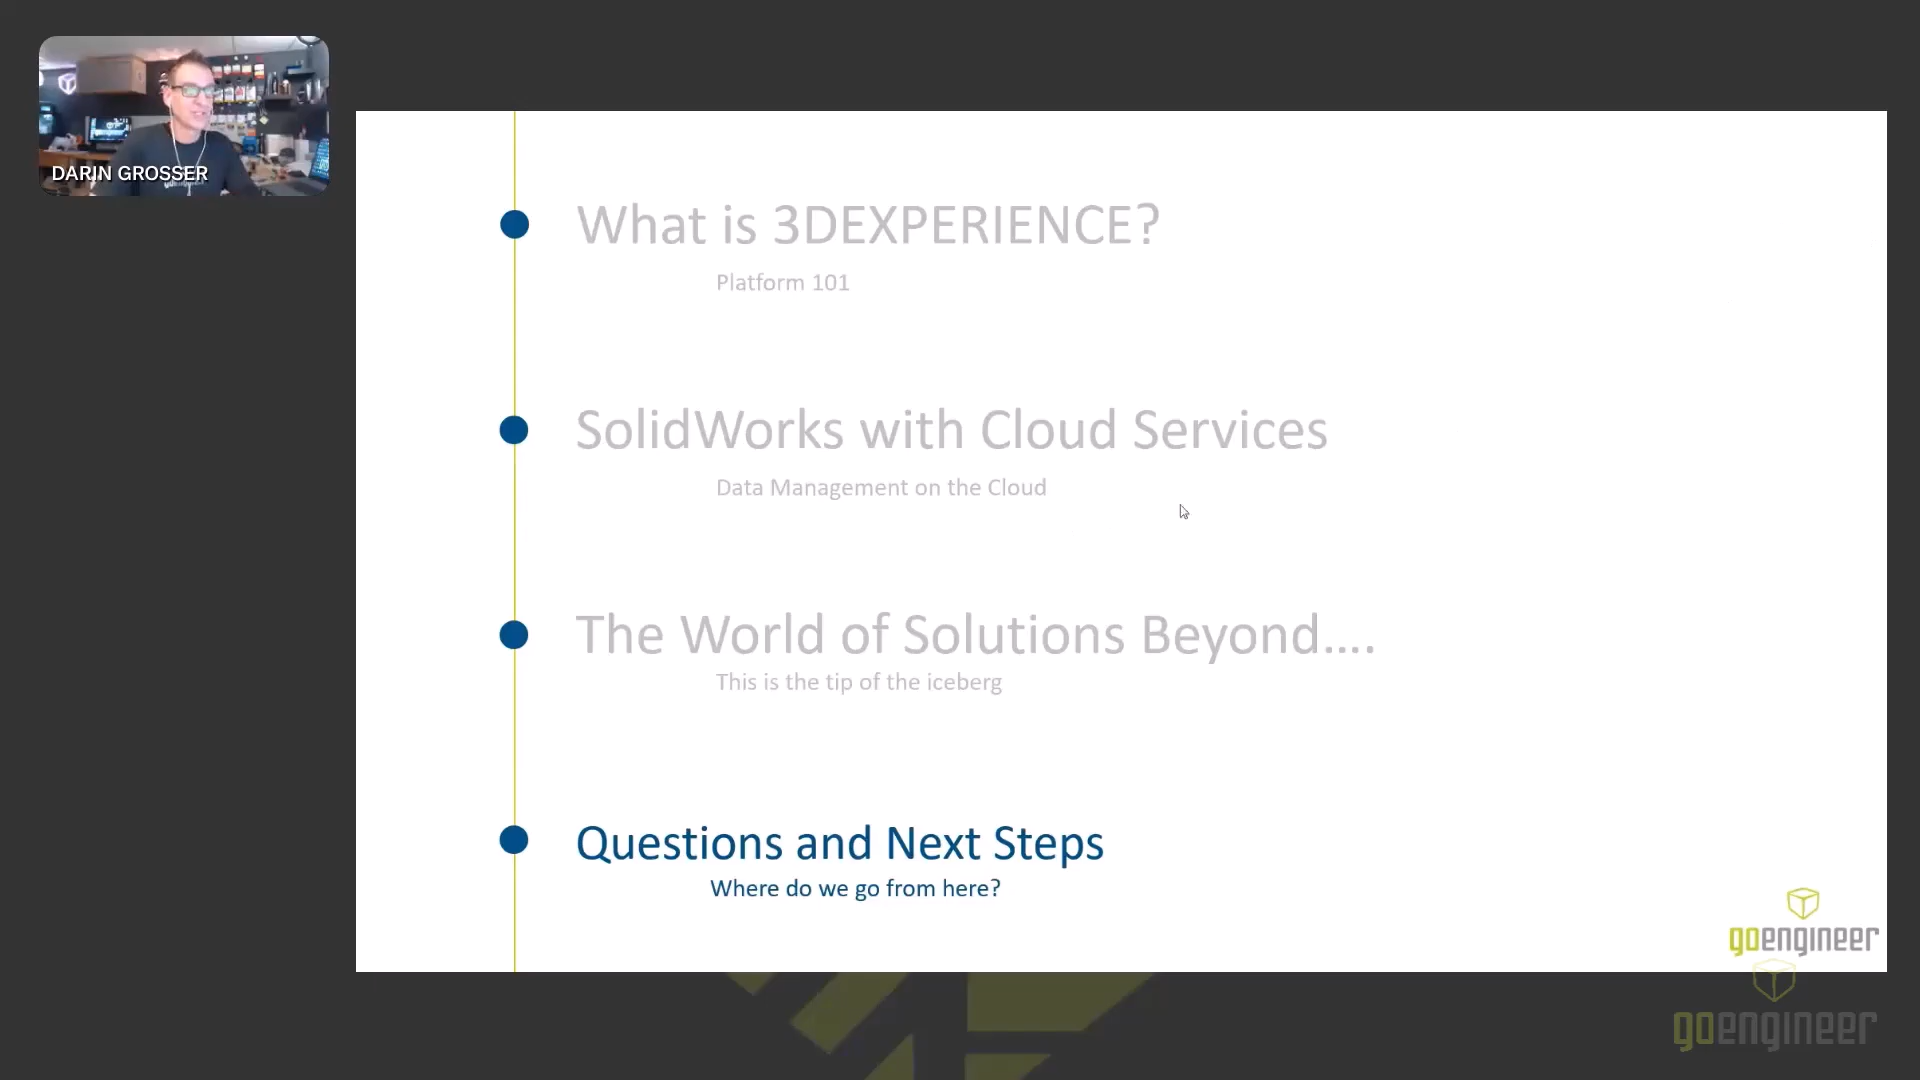 DARIN GROSSER
What is 3DEXPERIENCE?
Platform 101
SolidWorks with Cloud Services
Data Management on the Cloud
The World of Solutions Beyond....
This is the tip of the iceberg
Questions and Next Steps
Where do we go from here?
goengineer
goengineer